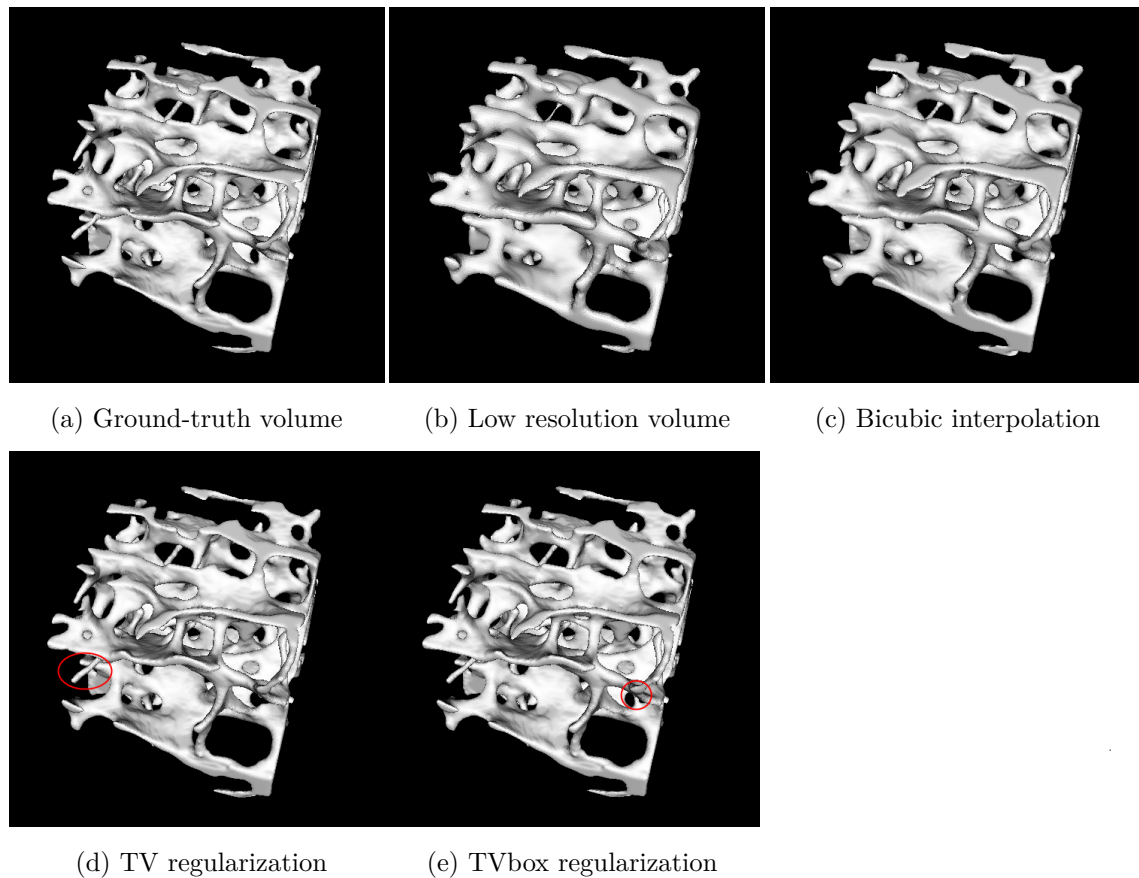 (a) Ground-truth volume
(b) Low resolution volume
(c) Bicubic interpolation
(d) TV regularization
(e) TVbox regularization